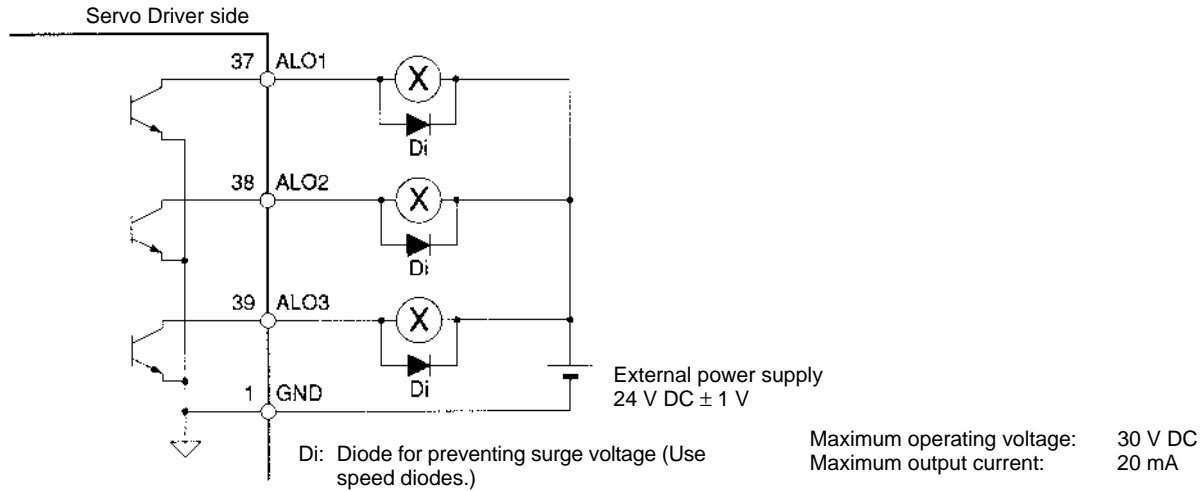 Servo Driver side
37 ALO1
X
Di
38 ALO2
X
Di
39 ALO3
X
Di
1 GND
External power supply
24 V DC ± 1 V
Di: Diode for preventing surge voltage (Use
speed diodes.)
Maximum operating voltage: 30 V DC
Maximum output current: 20 mA